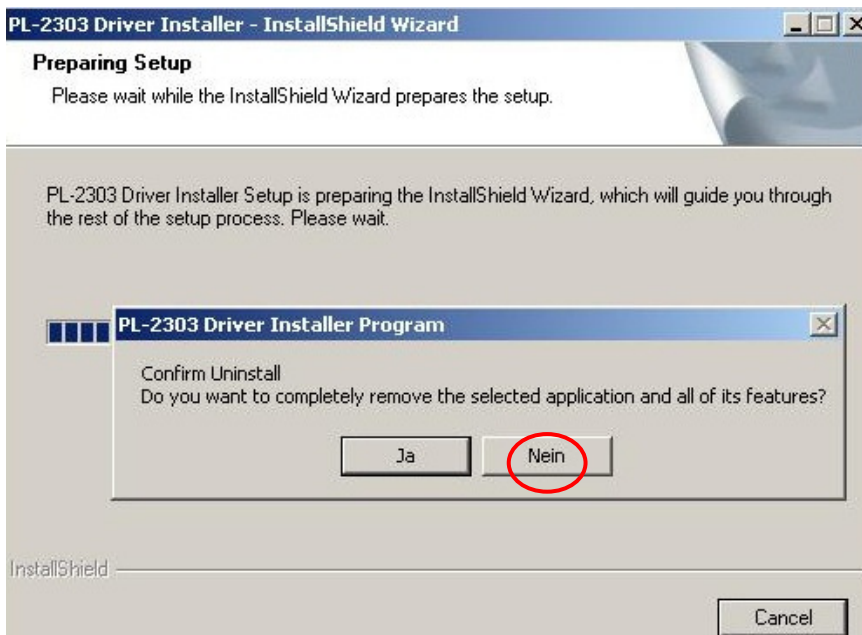 PL-2303 Driver Installer - InstallShield Wizard
Preparing Setup
Please wait while the InstallShield Wizard prepares the setup.
PL-2303 Driver Installer Setup is preparing the InstallShield Wizard, which will guide you through
the rest of the setup process. Please wait.
PL-2303 Driver Installer Program
Confirm Uninstall
Do you want to completely remove the selected application and all of its features?
Ja
Nein
InstallShield
Cancel